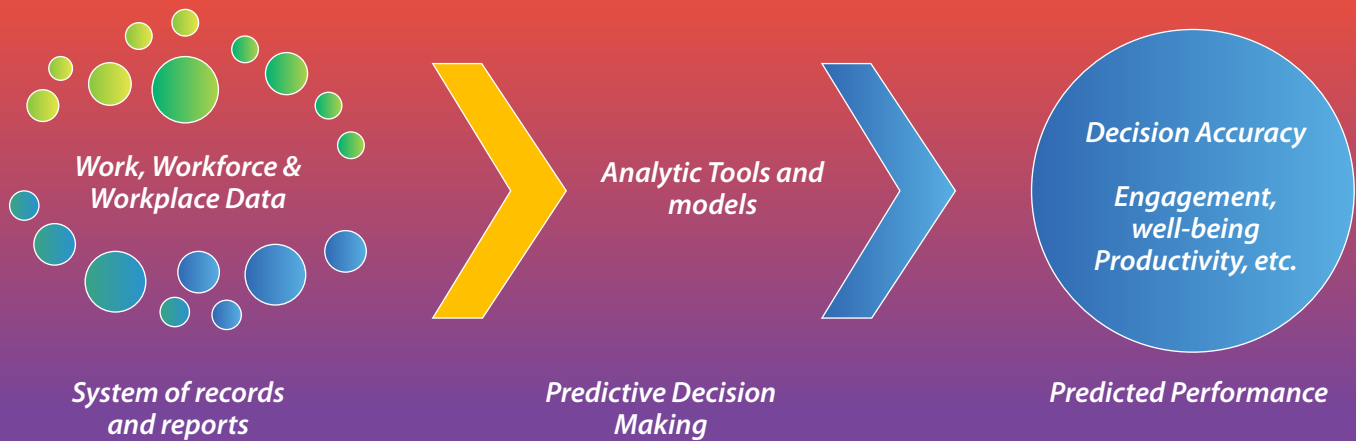 Work, Workforce &
Workplace Data
Analytic Tools and
models
Decision Accuracy
Engagement,
well-being
Productivity, etc.
System of records
and reports
Predictive Decision
Making
Predicted Performance